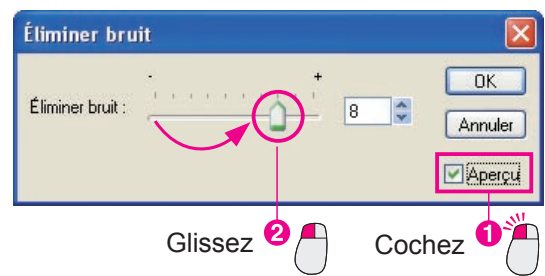 Éliminer bruit
- +
OK
Éliminer bruit :
8
Annuler
Aperçu
Glissez 2
Cochez 1